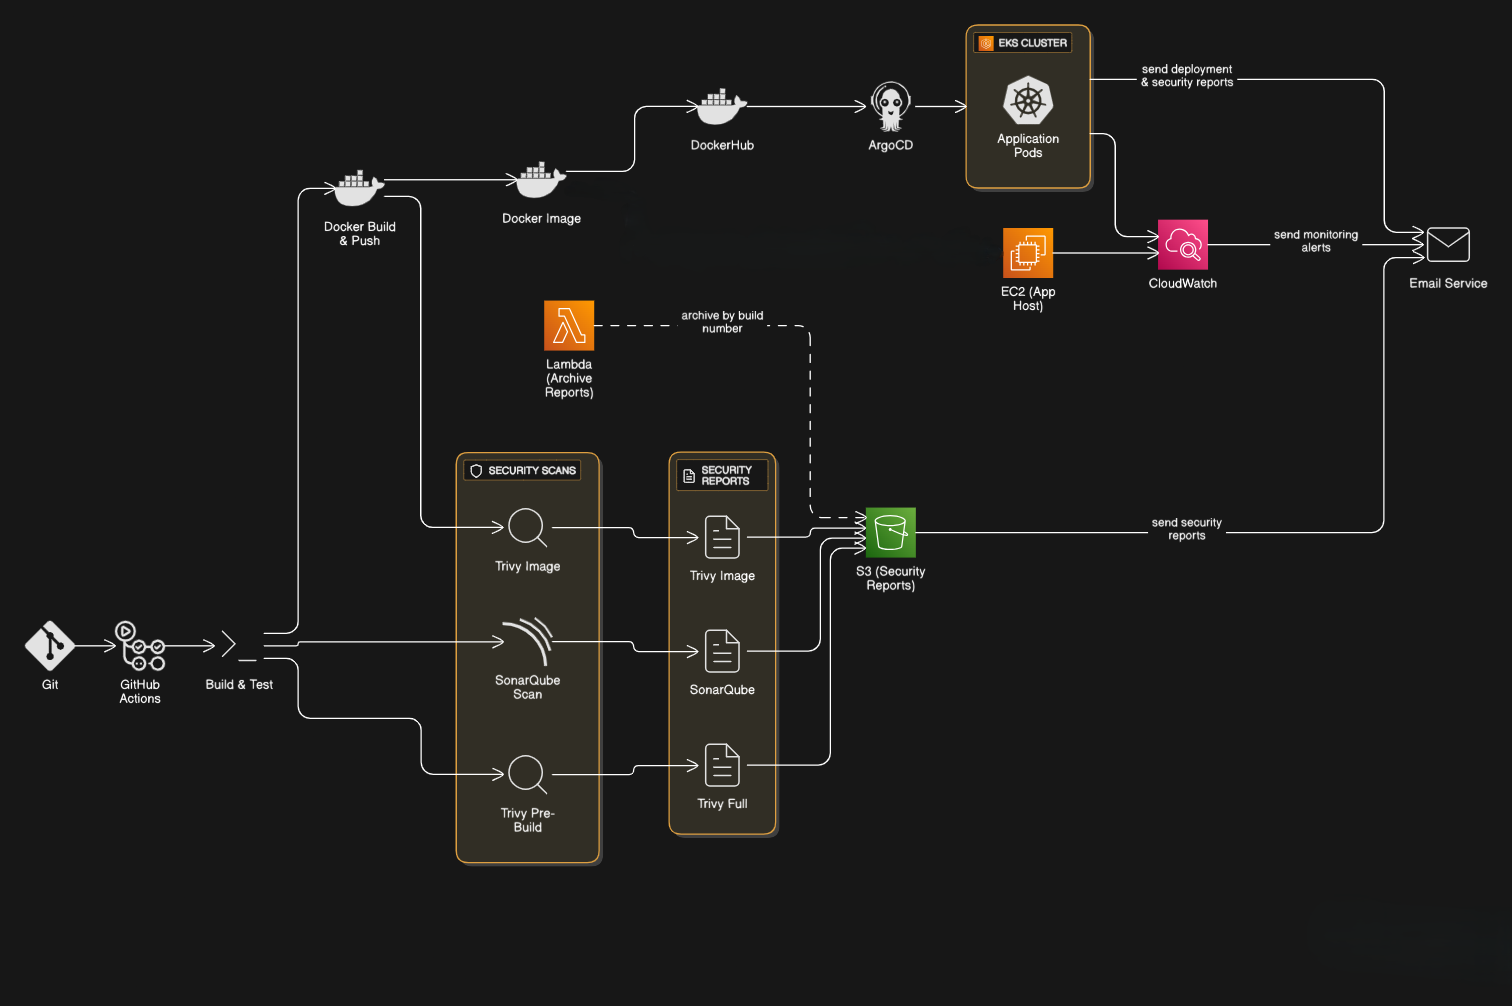 EKS CLUSTER
send deployment
& security reports
Application
Pods
DockerHub
ArgoCD
Docker Build
& Push
Docker Image
send monitoring
alerts
EC2 (App
Host)
CloudWatch
Email Service
archive by build
number
Lambda
(Archive
Reports)
SECURITY SCANS
SECURITY
REPORTS
send security
reports
Trivy Image
Trivy Image
S3 (Security
Reports)
Git
GitHub
Actions
Build & Test
SonarQube
Scan
SonarQube
Trivy Pre-
Build
Trivy Full